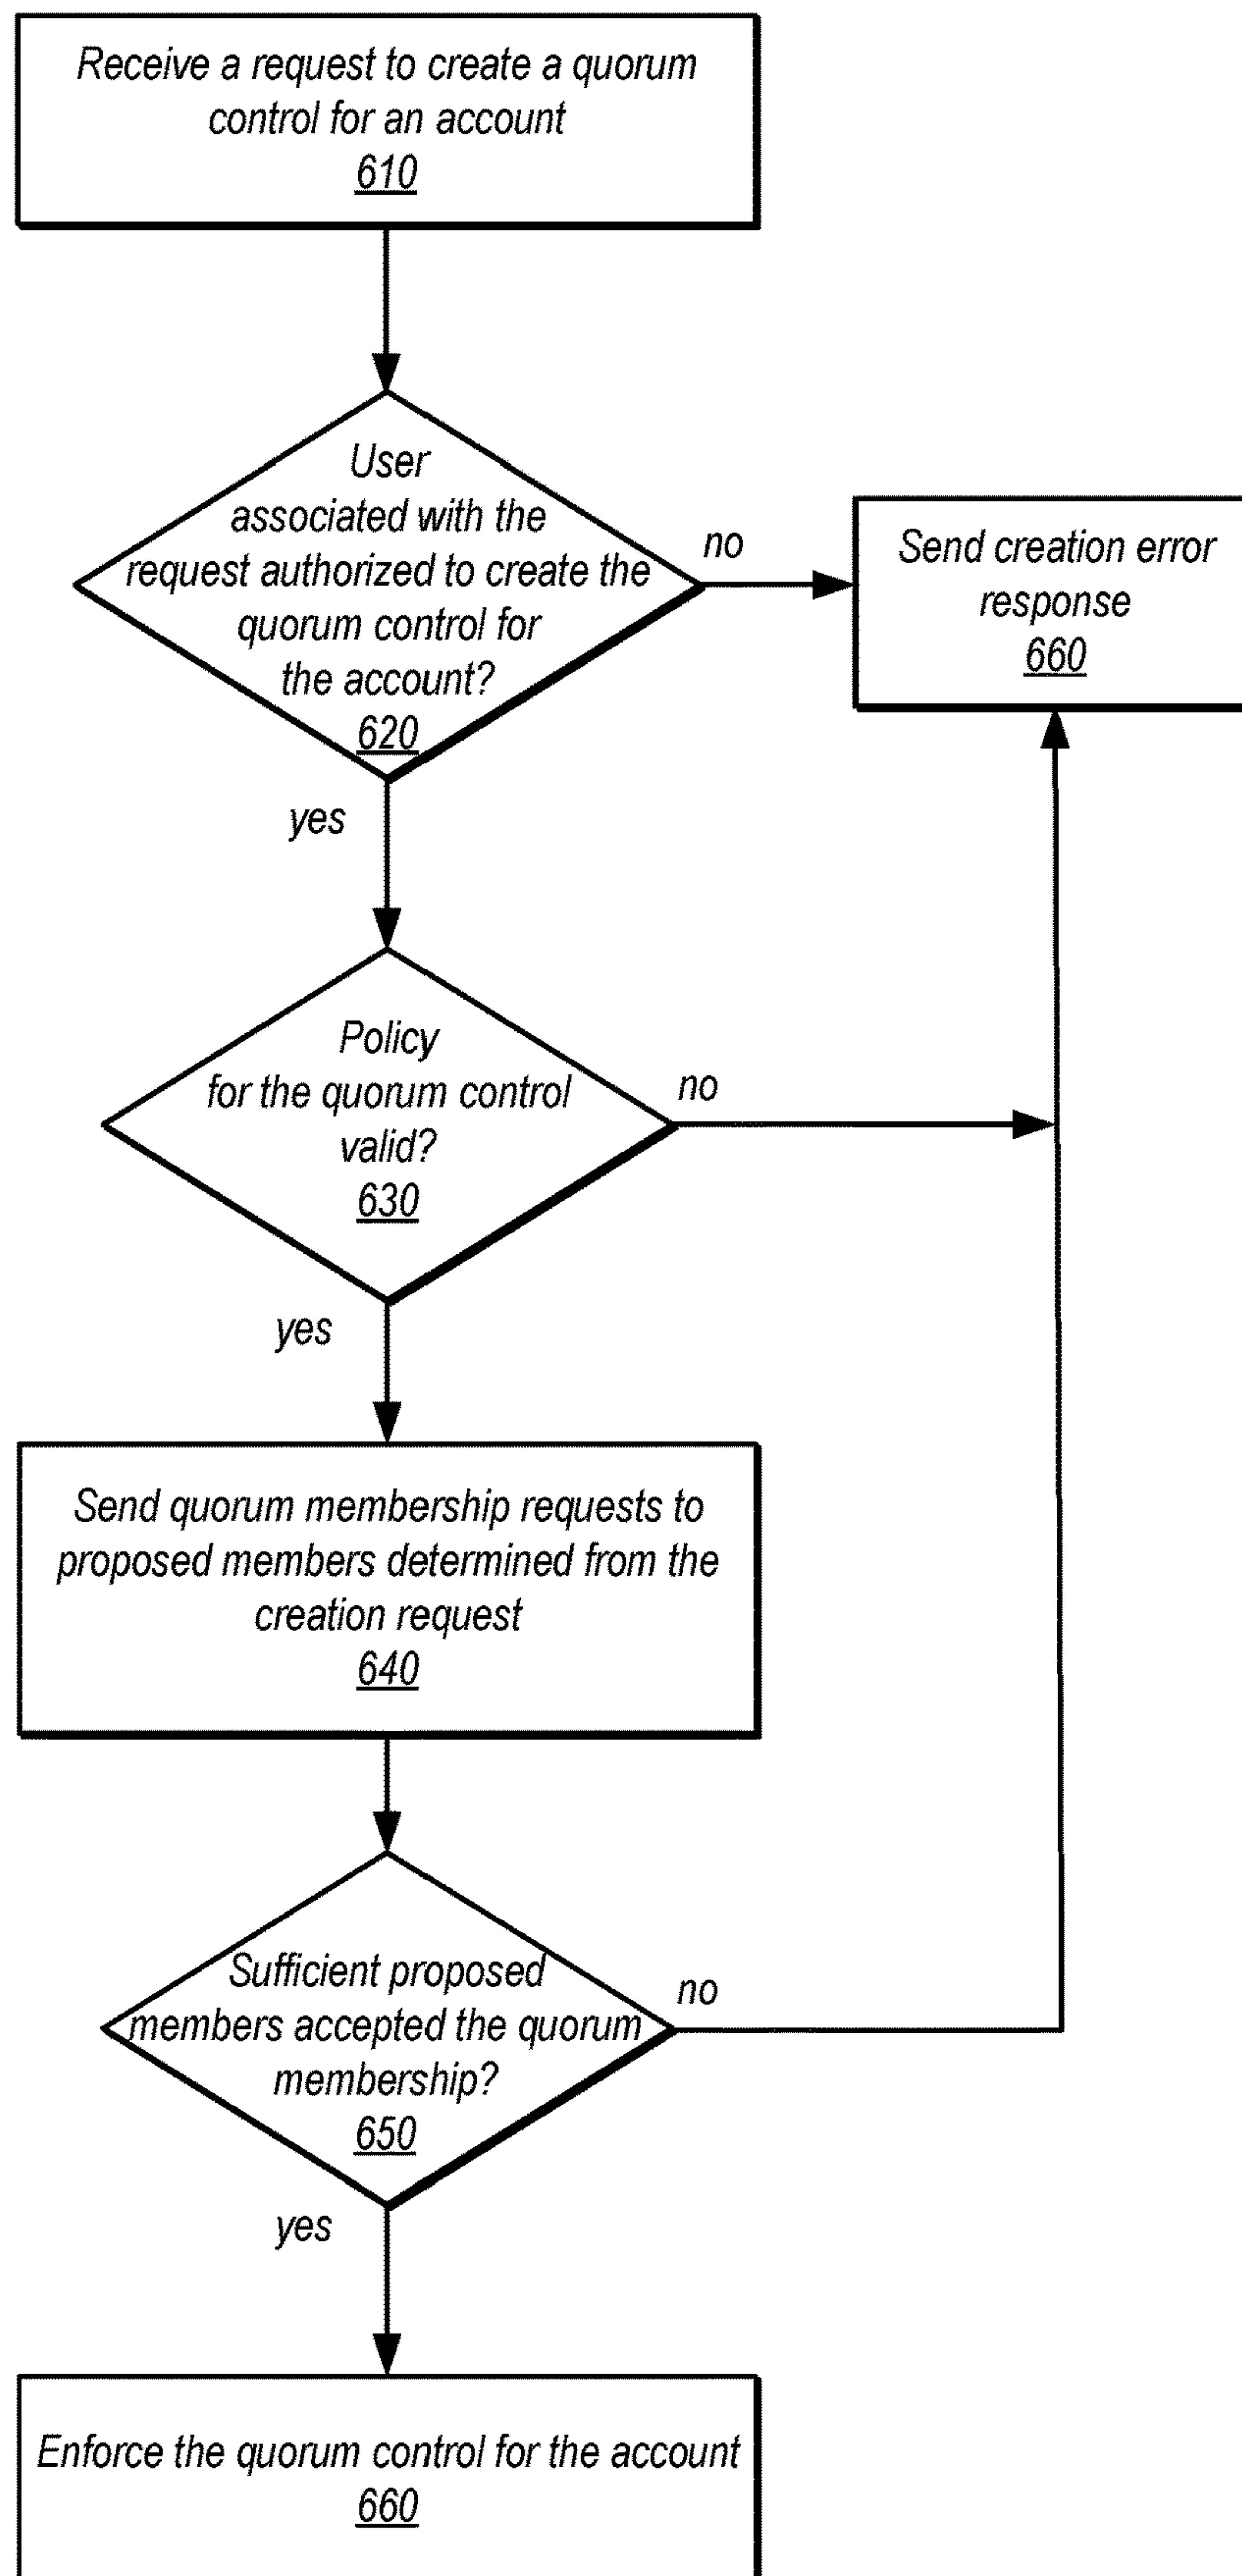 Receive a request to create a quorum
control for an account
610
User
associated with the
request authorized to create the
quorum control for
the account?
620
no
Send creation error
response
660
yes
Policy
for the quorum control
valid?
630
no
yes
Send quorum membership requests to
proposed members determined from the
creation request
640
Sufficient proposed
members accepted the quorum
membership?
650
no
yes
Enforce the quorum control for the account
660